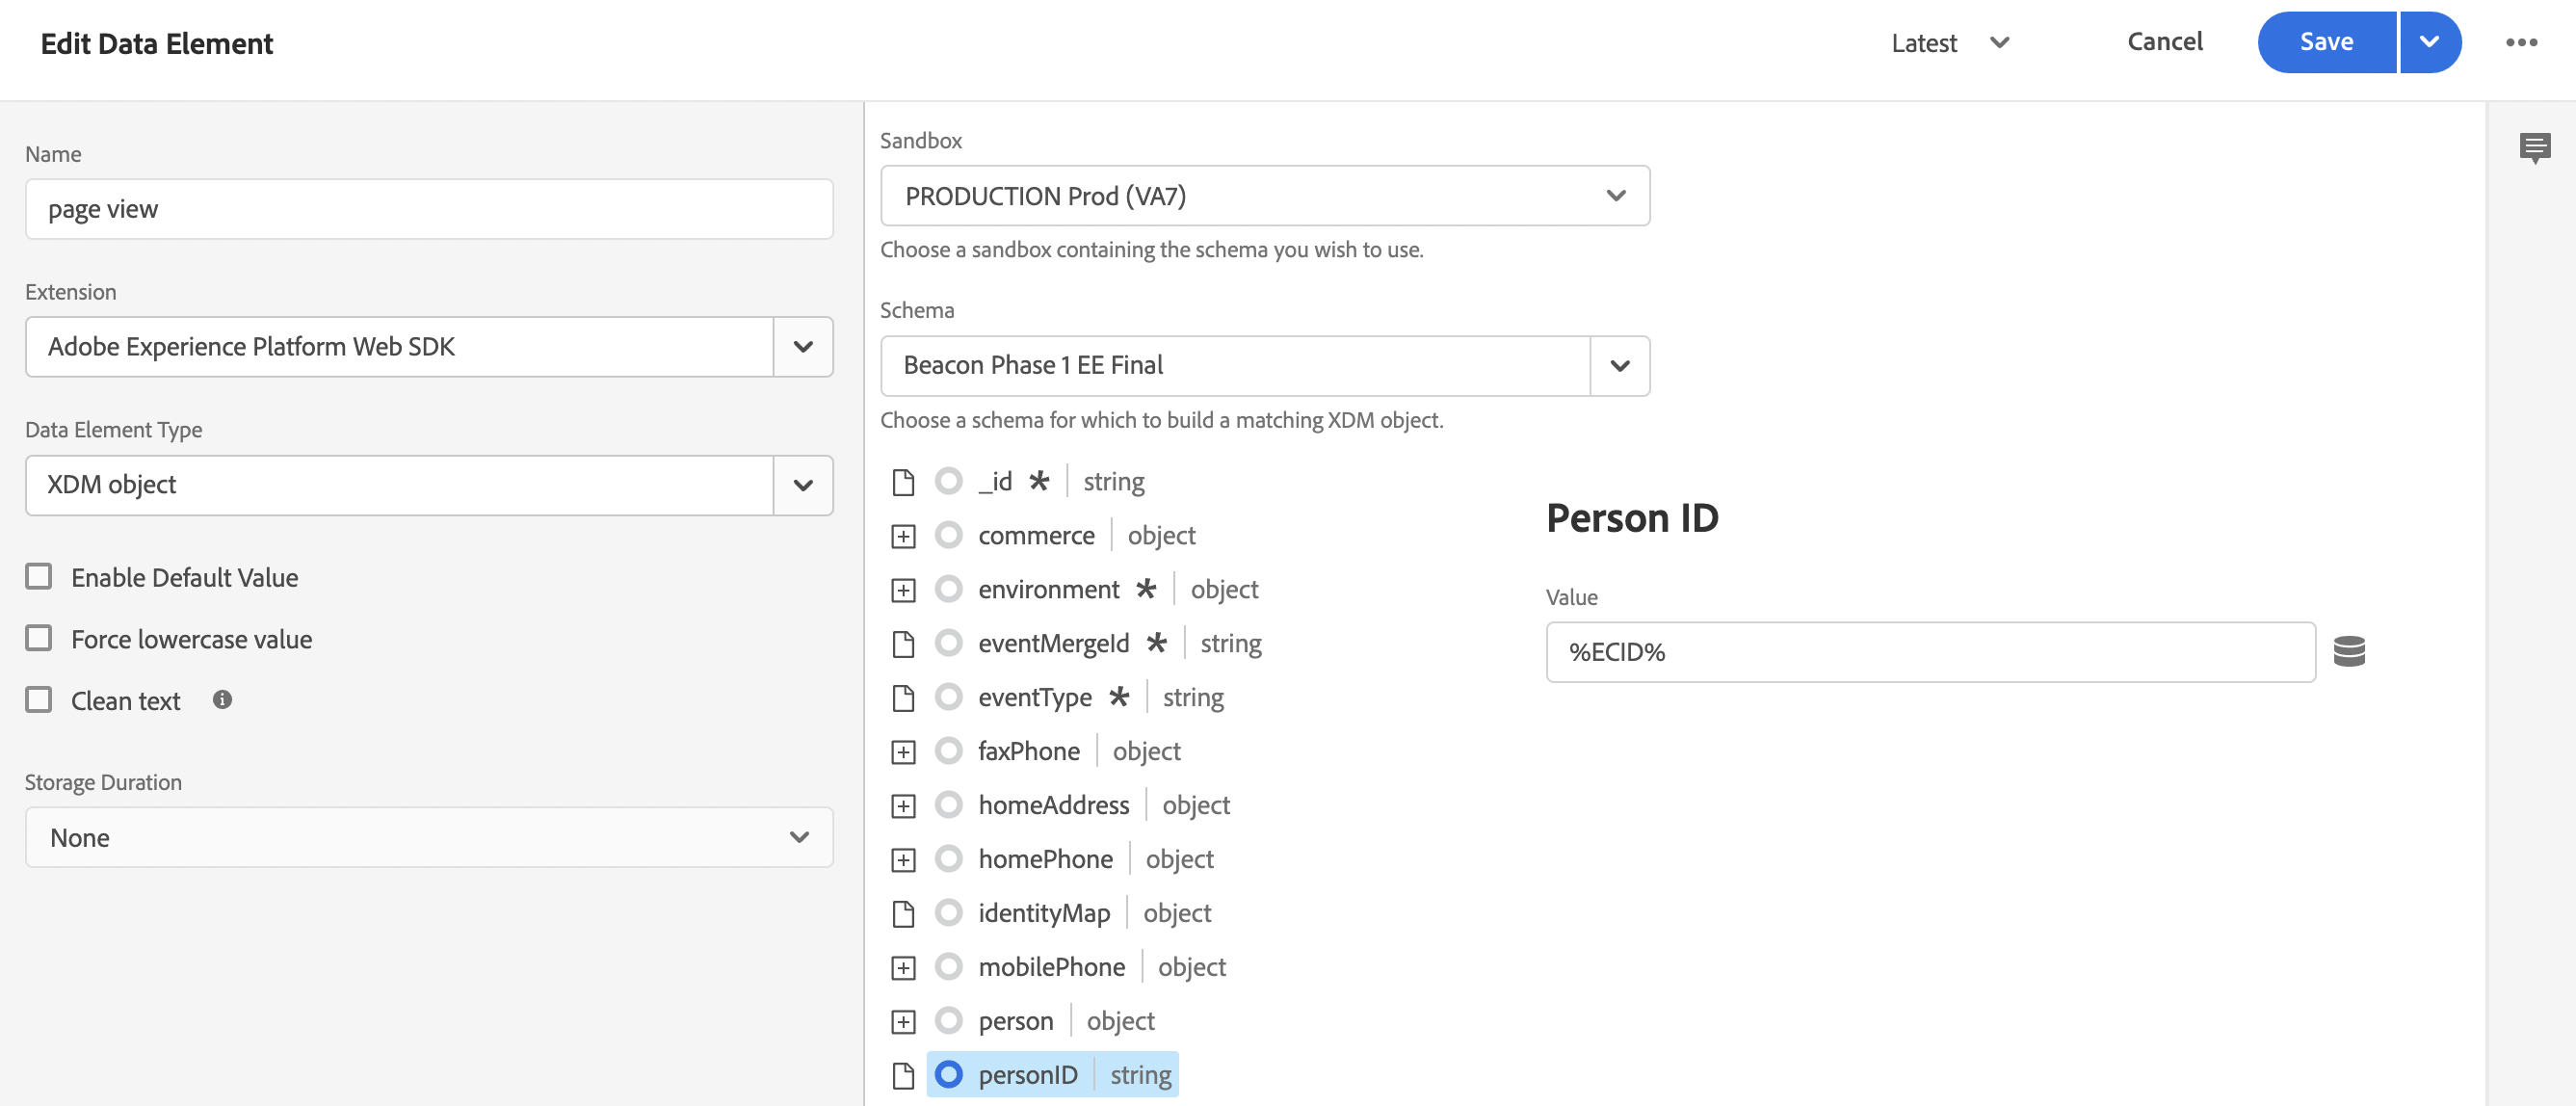 Edit Data Element
Latest
Cancel
Save
Name
page view
Extension
Adobe Experience Platform Web SDK
Data Element Type
XDM object
Enable Default Value
Force lowercase value
Clean text
Storage Duration
None
Sandbox
PRODUCTION Prod (VA7)
Choose a sandbox containing the schema you wish to use.
Schema
Beacon Phase 1 EE Final
Choose a schema for which to build a matching XDM object.
_id * string
commerce object
environment * object
eventMergeId * string
eventType * string
faxPhone object
homeAddress object
homePhone object
identityMap object
mobilePhone object
person object
personID string
Person ID
Value
%ECID%